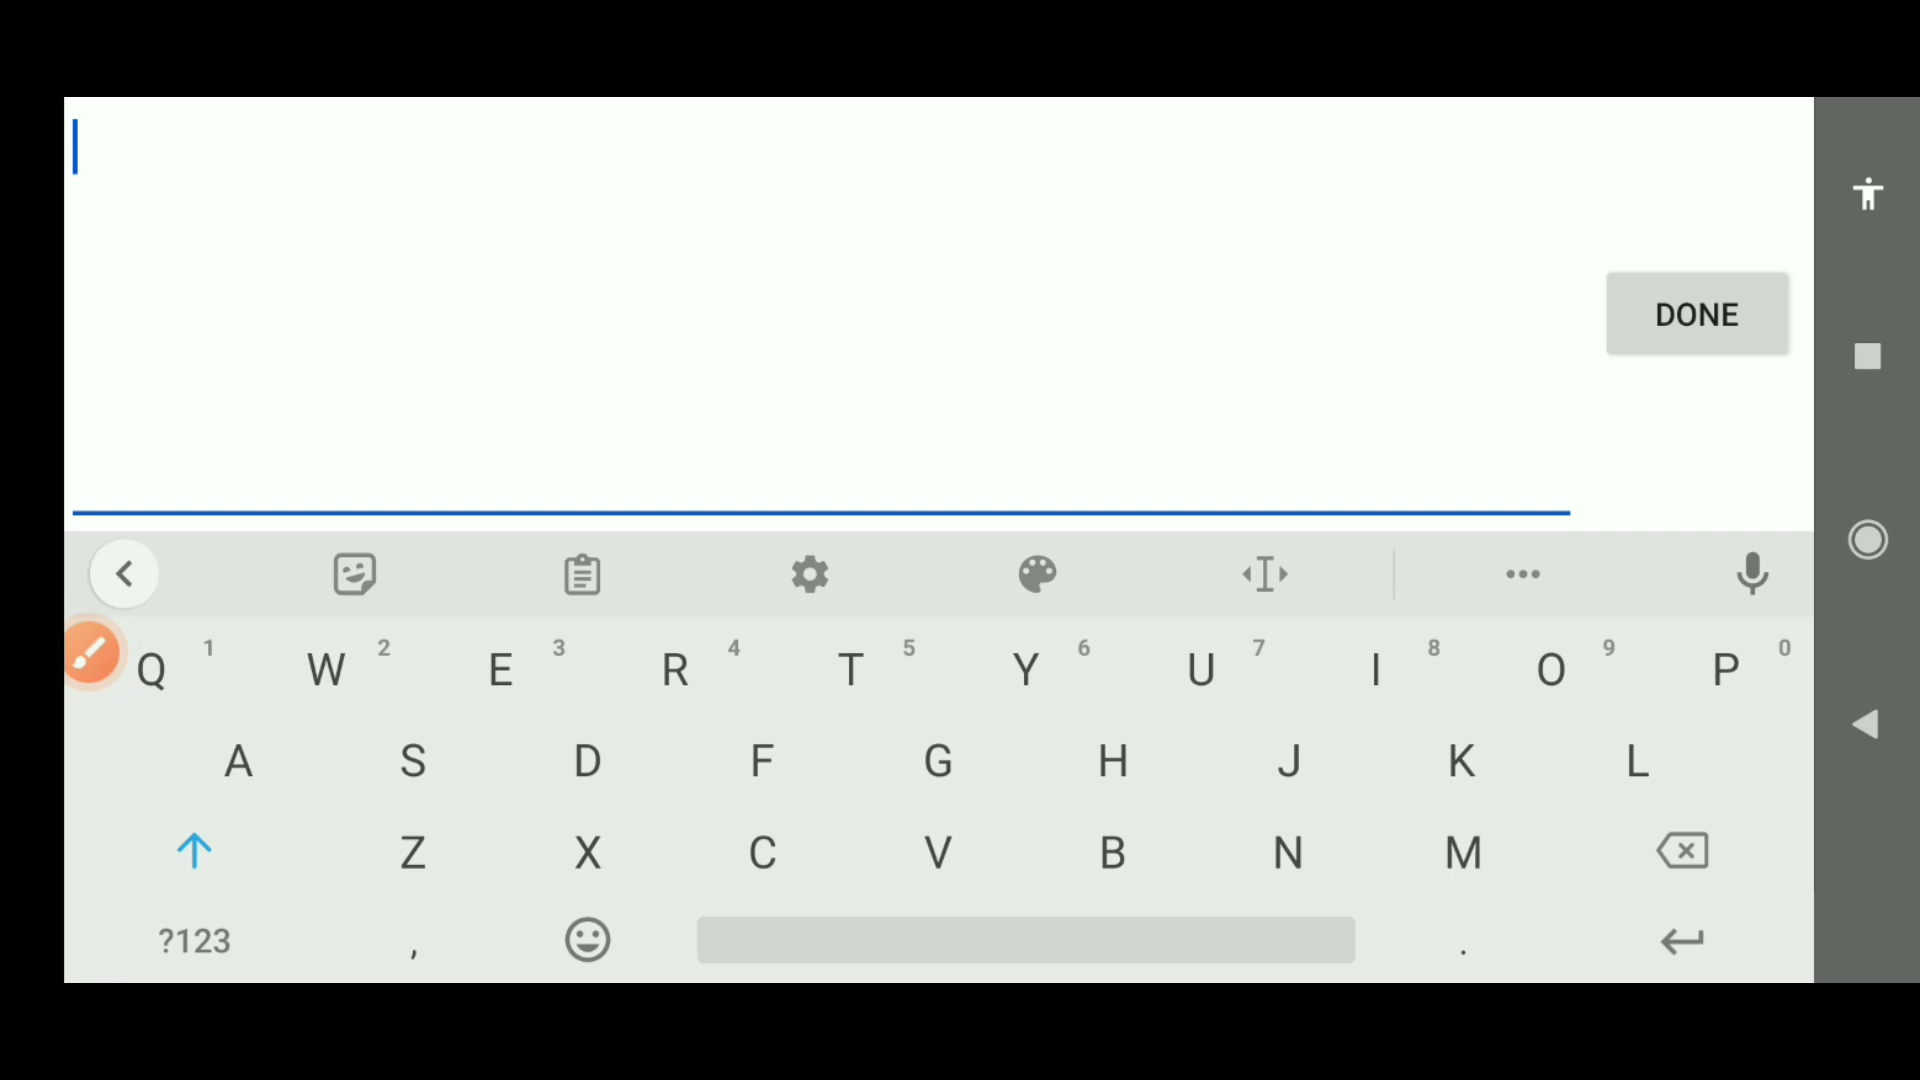 DONE
Q 1 W 2 E 3 R 4 T 5 Y 6 U 7 I 8 O 9 P 0
A S D F G H J K L
Z X C V B N M
?123 , .